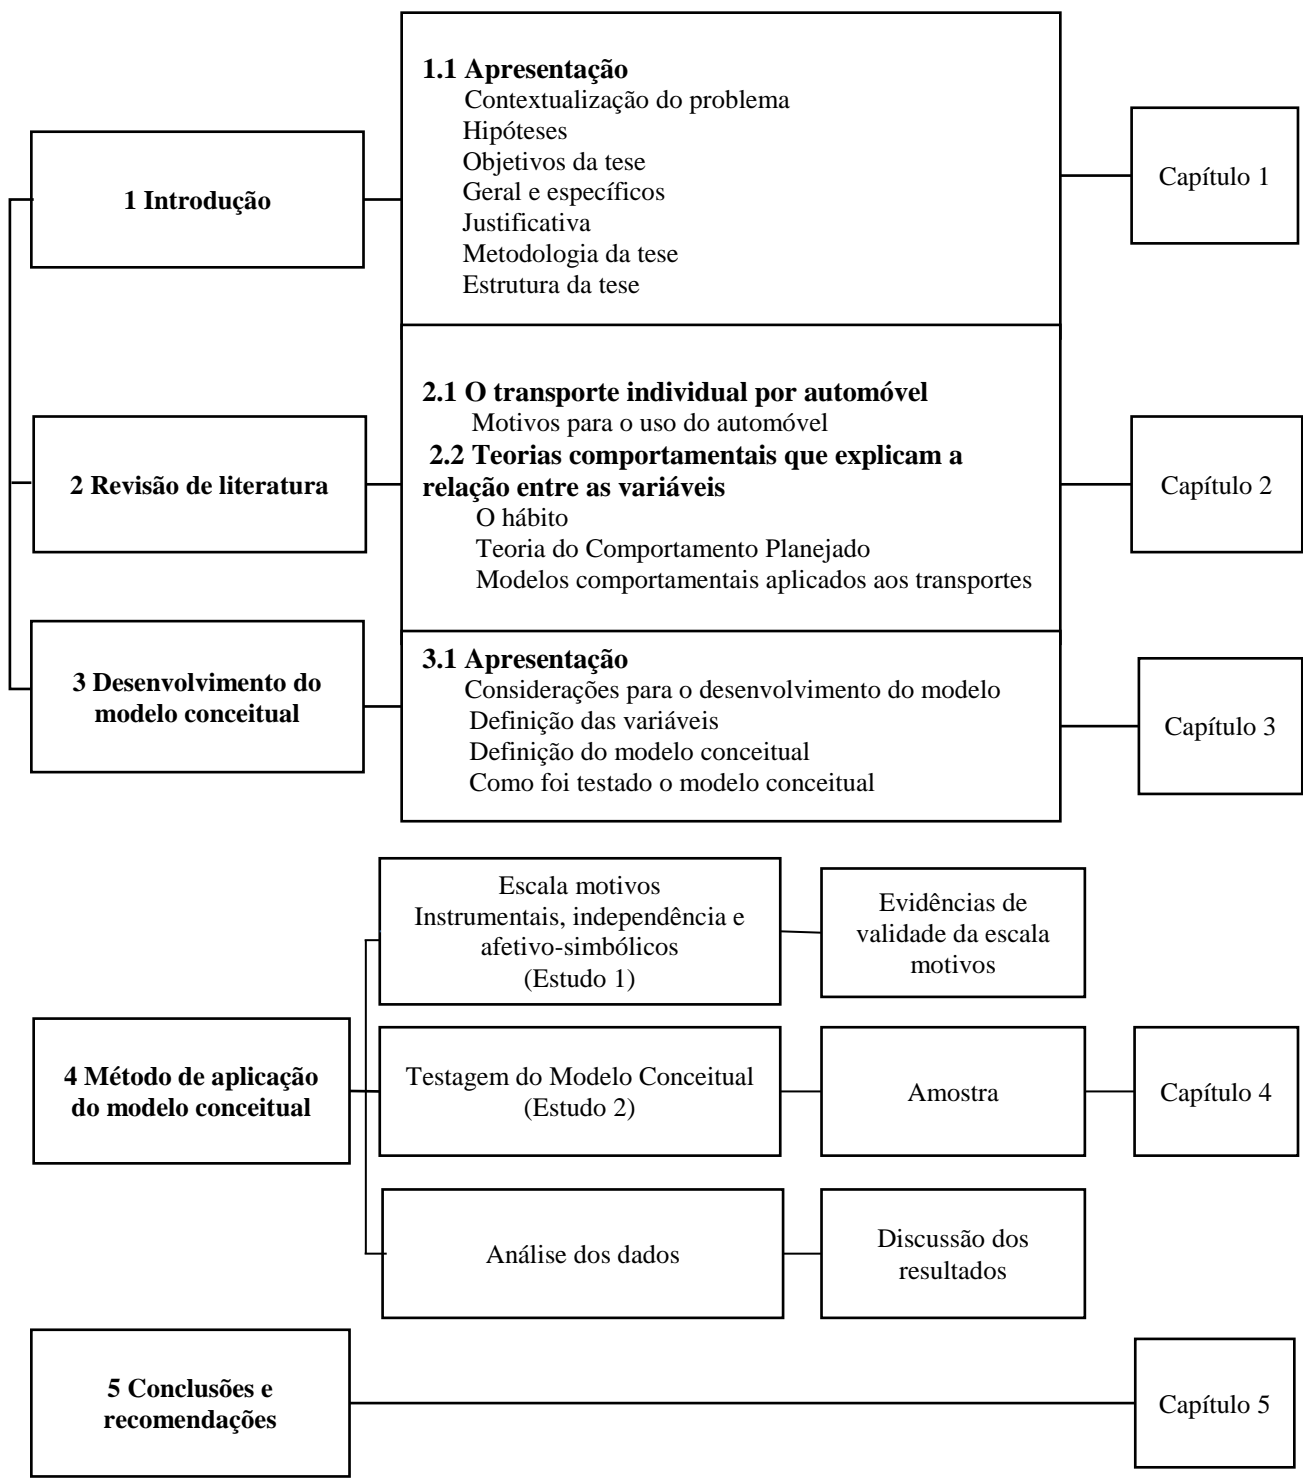 1 Introdução
1.1 Apresentação
Contextualização do problema
Hipóteses
Objetivos da tese
Geral e específicos
Justificativa
Metodologia da tese
Estrutura da tese
Capítulo 1
2 Revisão de literatura
2.1 O transporte individual por automóvel
Motivos para o uso do automóvel
2.2 Teorias comportamentais que explicam a
relação entre as variáveis
O hábito
Teoria do Comportamento Planejado
Modelos comportamentais aplicados aos transportes
Capítulo 2
3 Desenvolvimento do
modelo conceitual
3.1 Apresentação
Considerações para o desenvolvimento do modelo
Definição das variáveis
Definição do modelo conceitual
Como foi testado o modelo conceitual
Capítulo 3
4 Método de aplicação
do modelo conceitual
Escala motivos
Instrumentais, independência e
afetivo-simbólicos
(Estudo 1)
Evidências de
validade da escala
motivos
Testagem do Modelo Conceitual
(Estudo 2)
Amostra
Capítulo 4
Análise dos dados
Discussão dos
resultados
5 Conclusões e
recomendações
Capítulo 5